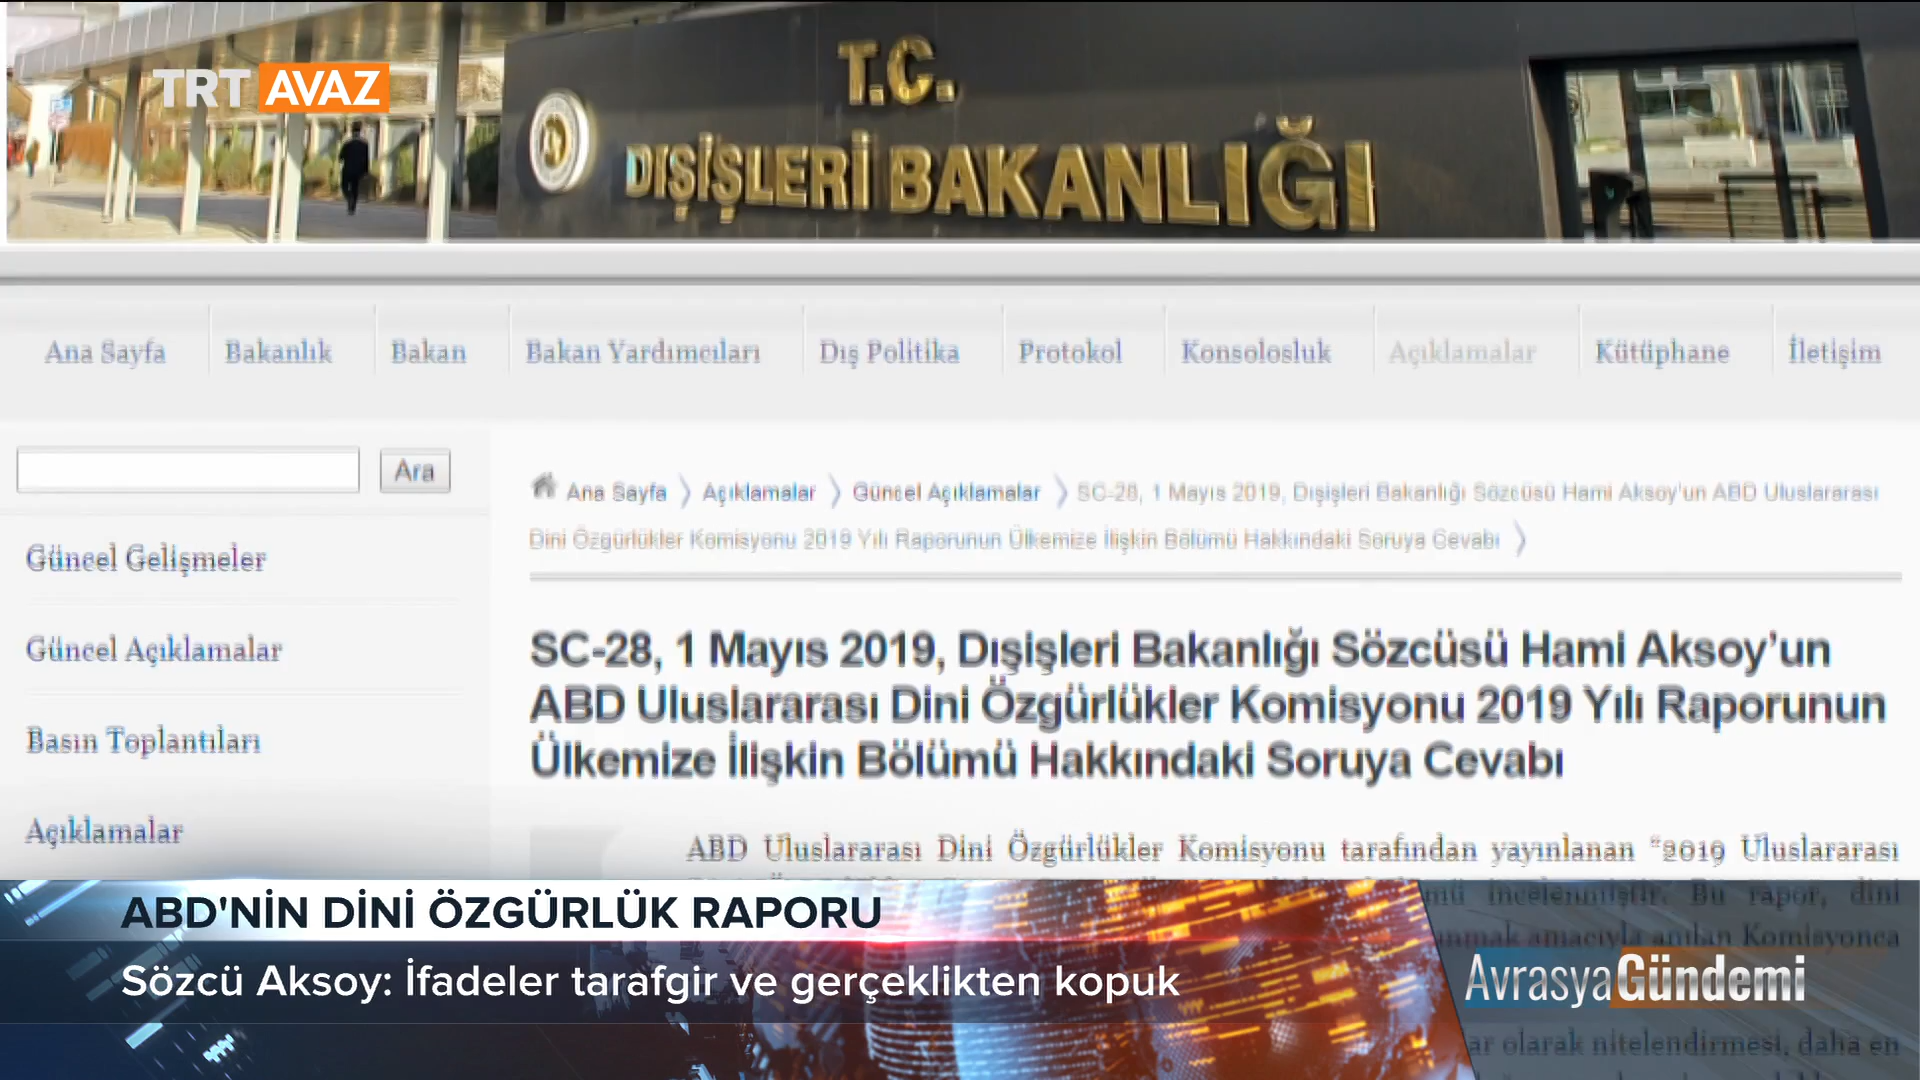 TRT AVAZ
T.C.
DIŞİŞLERİ BAKANLIĞI
Ana Sayfa Bakanlık Bakan Bakan Yardımcıları Dış Politika Protokol Konsolosluk Açıklamalar Kütüphane İletişim
Ara
Ana Sayfa Açıklamalar Güncel Açıklamalar SC-28, 1 Mayıs 2019, Dışişleri Bakanlığı Sözcüsü Hami Aksoy'un ABD Uluslararası
Dini Özgürlükler Komisyonu 2019 Yılı Raporunun Ülkemize İlişkin Bölümü Hakkındaki Soruya Cevabı
Güncel Gelişmeler
Güncel Açıklamalar
Basın Toplantıları
Açıklamalar
SC-28, 1 Mayıs 2019, Dışişleri Bakanlığı Sözcüsü Hami Aksoy'un
ABD Uluslararası Dini Özgürlükler Komisyonu 2019 Yılı Raporunun
Ülkemize İlişkin Bölümü Hakkındaki Soruya Cevabı
ABD Uluslararası Dini Özgürlükler Komisyonu tarafından yayınlanan "2019 Uluslararası
incelenmiştir. Bu rapor, dini
amacıyla anılan Komisyonca
olarak nitelendirmesi, daha en
ABD'NİN DİNİ ÖZGÜRLÜK RAPORU
Sözcü Aksoy: İfadeler tarafgir ve gerçeklikten kopuk
AvrasyaGündemi